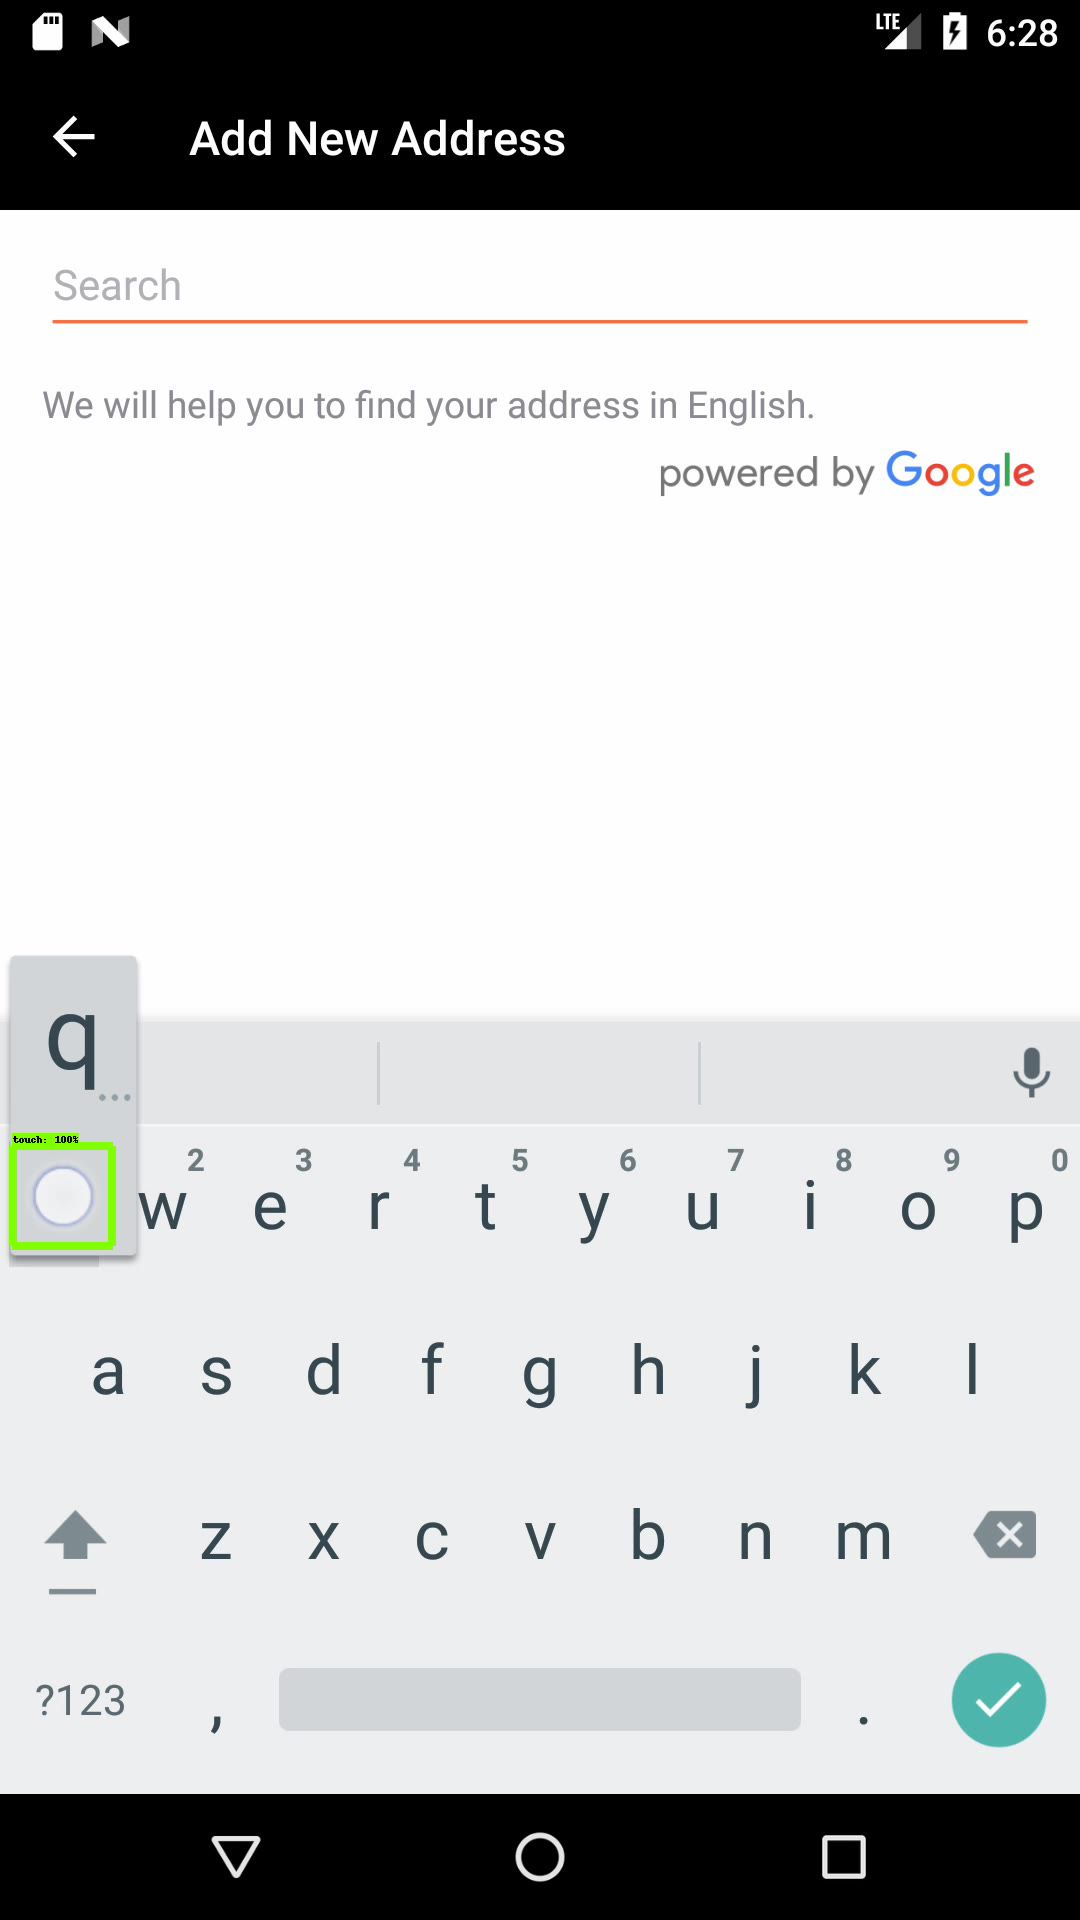 LTE 6:28
Add New Address
Search
We will help you to find your address in English.
powered by Google
q
...
touch: 100%
2 3 4 5 6 7 8 9 0
w e r t y u i o p
a s d f g h j k l
z x c v b n m
?123 , .